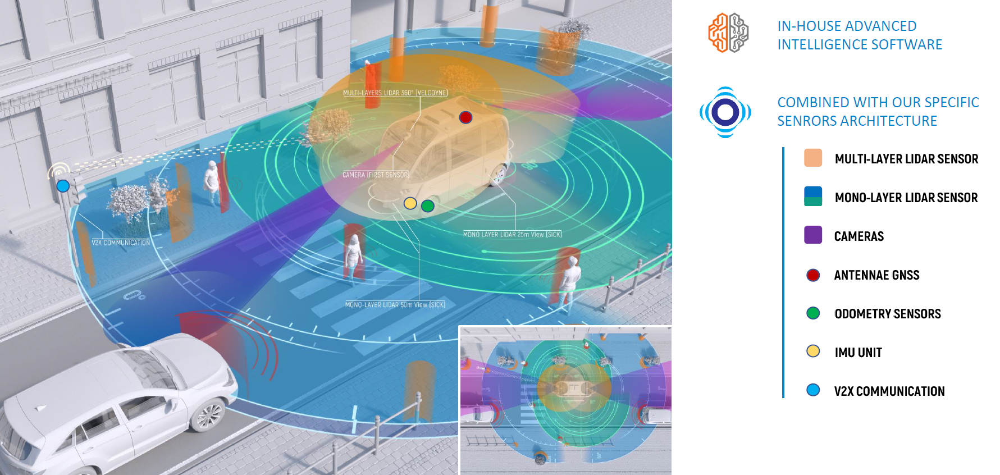 MULTI-LAYERS LIDAR 360° (VELODYNE)
CAMERA (FIRST SENSOR)
V2X COMMUNICATION
MONO LAYER LIDAR 25m View (SICK)
MONO-LAYER LIDAR 50m View (SICK)
IN-HOUSE ADVANCED
INTELLIGENCE SOFTWARE
COMBINED WITH OUR SPECIFIC
SENRORS ARCHITECTURE
MULTI-LAYER LIDAR SENSOR
MONO-LAYER LIDAR SENSOR
CAMERAS
ANTENNAE GNSS
ODOMETRY SENSORS
IMU UNIT
V2X COMMUNICATION